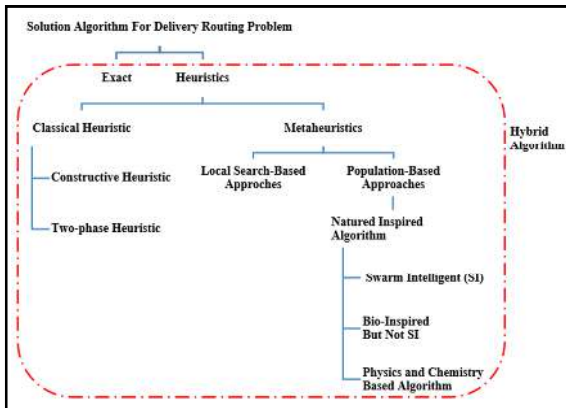 Solution Algorithm For Delivery Routing Problem
Exact
Heuristics
Classical Heuristic
Metaheuristics
Hybrid
Algorithm
Constructive Heuristic
Local Search-Based
Approches
Population-Based
Approaches
Two-phase Heuristic
Natured Inspired
Algorithm
Swarm Intelligent (SI)
Bio-Inspired
But Not SI
Physics and Chemistry
Based Algorithm